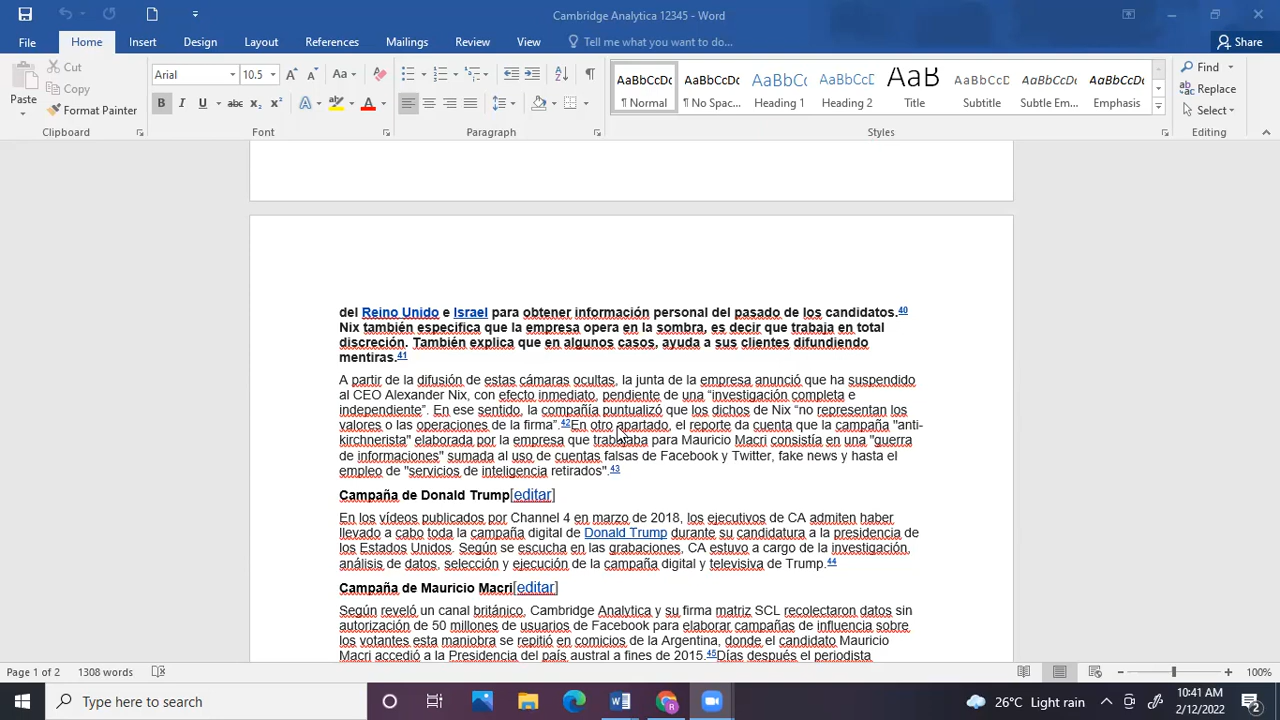 Cambridge Analytica 12345 - Word
File Home Insert Design Layout References Mailings Review View Tell me what you want to do... Share
Paste Cut Copy Format Painter
Arial 10.5 Aa
B I U abc x₂ x² A ab A
AaBbCcDc AaBbCcDc AaBbCc AaBbCcC AaB AaBbCcD AaBbCcDc AaBbCcDc
¶ Normal ¶ No Spac... Heading Heading 2 Title Subtitle Subtle Em... Emphasis
Find Replace Select
Clipboard Font Paragraph Styles Editing
del Reino Unido e Israel para obtener información personal del pasado de los candidatos.40
Nix también especifica que la empresa opera en la sombra, es decir que trabaja en total
discreción. También explica que en algunos casos, ayuda a sus clientes difundiendo
mentiras.41
A partir de la difusión de estas cámaras ocultas, la junta de la empresa anunció que ha suspendido
al CEO Alexander Nix, con efecto inmediato, pendiente de una “investigación completa e
independiente”. En ese sentido, la compañía puntualizó que los dichos de Nix “no representan los
valores o las operaciones de la firma”.42En otro apartado, el reporte da cuenta que la campaña "anti-
kirchnerista" elaborada por la empresa que trabajaba para Mauricio Macri consistía en una "guerra
de informaciones" sumada al uso de cuentas falsas de Facebook y Twitter, fake news y hasta el
empleo de "servicios de inteligencia retirados".43
Campaña de Donald Trump[editar]
En los vídeos publicados por Channel 4 en marzo de 2018, los ejecutivos de CA admiten haber
llevado a cabo toda la campaña digital de Donald Trump durante su candidatura a la presidencia de
los Estados Unidos. Según se escucha en las grabaciones, CA estuvo a cargo de la investigación,
análisis de datos, selección y ejecución de la campaña digital y televisiva de Trump.44
Campaña de Mauricio Macri[editar]
Según reveló un canal británico, Cambridge Analytica y su firma matriz SCL recolectaron datos sin
autorización de 50 millones de usuarios de Facebook para elaborar campañas de influencia sobre
los votantes esta maniobra se repitió en comicios de la Argentina, donde el candidato Mauricio
Macri accedió a la Presidencia del país austral a fines de 2015.45Días después el periodista
Page 1 of 2 1308 words 100%
Type here to search 26°C Light rain 10:41 AM
2/12/2022 2